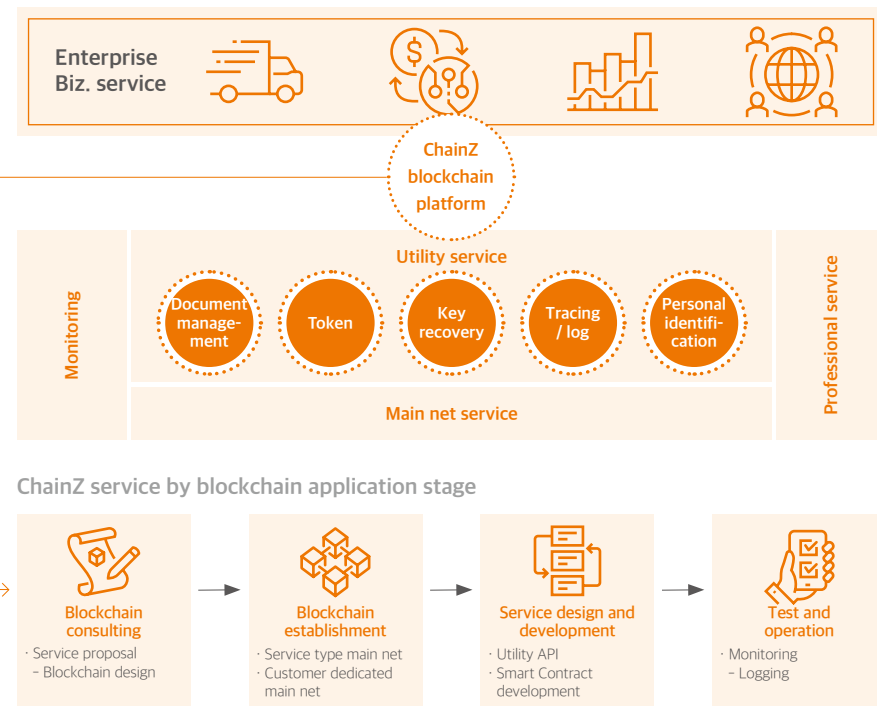 Enterprise
Biz. service
$
ChainZ
blockchain
platform
Monitoring
Utility service
Document
manage-
ment
Token
Key
recovery
Tracing
/ log
Personal
identifi-
cation
Main net service
Professional service
ChainZ service by blockchain application stage
Blockchain
consulting
· Service proposal
– Blockchain design
Blockchain
establishment
· Service type main net
· Customer dedicated
main net
Service design and
development
· Utility API
· Smart Contract
development
Test and
operation
· Monitoring
– Logging